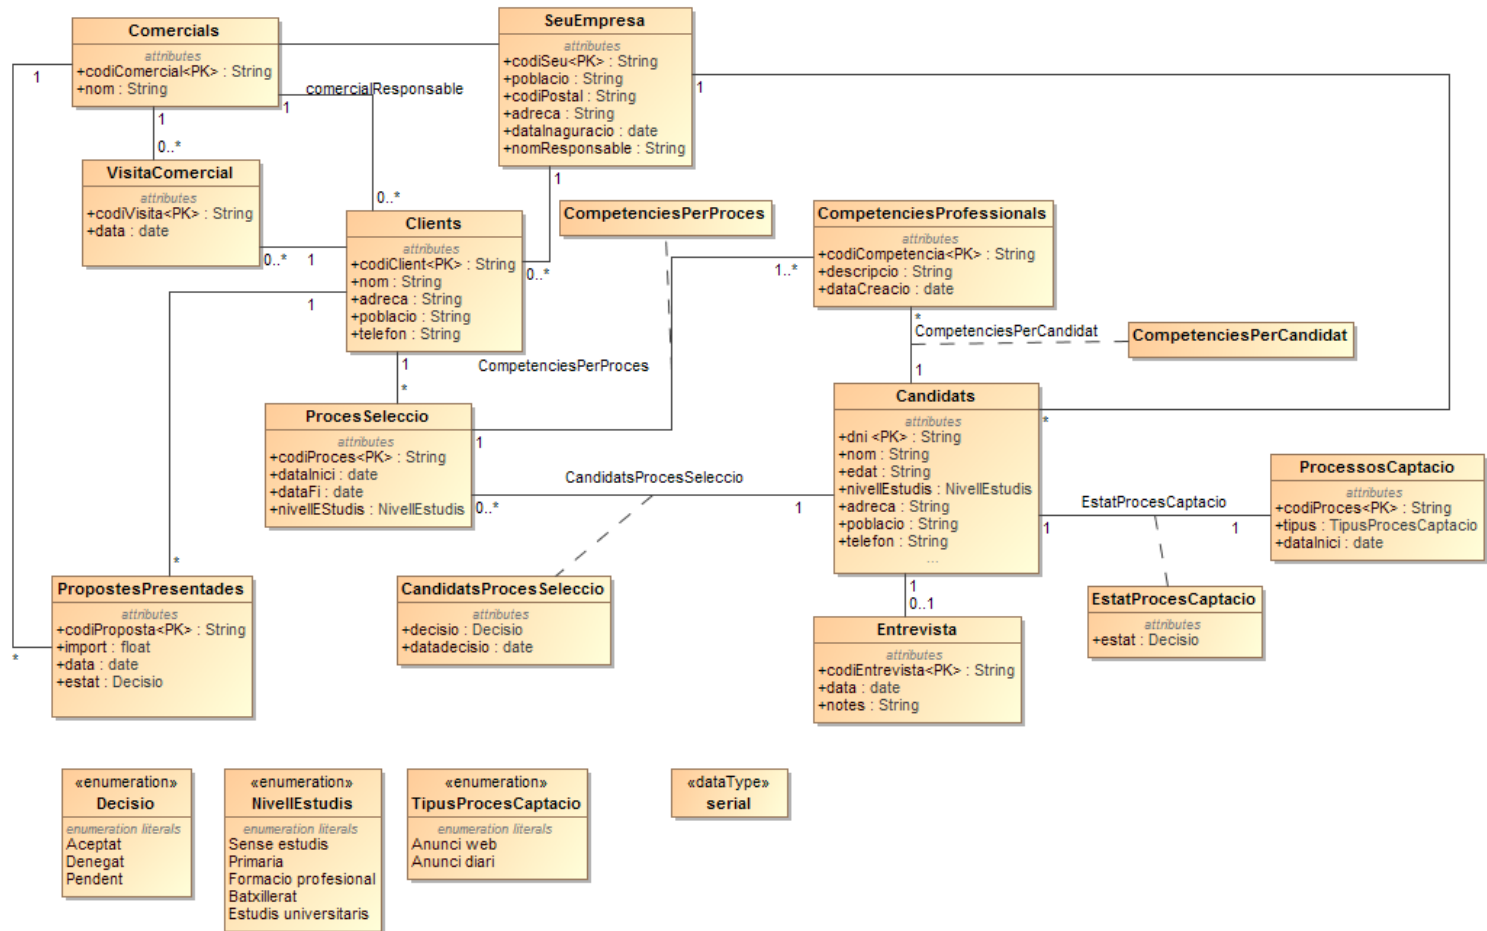 Comercials
attributes
+codiComercial<PK> : String
+nom : String
SeuEmpresa
attributes
+codiSeu<PK> : String
+poblacio : String
+codiPostal : String
+adreca : String
+dataInaguracio : date
+nomResponsable : String
1
1
comercialResponsable
1
1
0..*
VisitaComercial
attributes
+codiVisita<PK> : String
+data : date
0..*
1
0..*
1
Clients
attributes
+codiClient<PK> : String
+nom : String
+adreca : String
+poblacio : String
+telefon : String
1
0..*
CompetenciesPerProces
CompetenciesProfessionals
attributes
+codiCompetencia<PK> : String
+descripcio : String
+dataCreacio : date
1..*
*
CompetenciesPerCandidat
CompetenciesPerCandidat
1
1
CompetenciesPerProces
1
*
ProcesSeleccio
attributes
+codiProces<PK> : String
+dataInici : date
+dataFi : date
+nivellEStudis : NivellEstudis
1
0..*
CandidatsProcesSeleccio
1
Candidats
attributes
+dni <PK> : String
+nom : String
+edat : String
+nivellEstudis : NivellEstudis
+adreca : String
+poblacio : String
+telefon : String
...
*
EstatProcesCaptacio
1
1
ProcessosCaptacio
attributes
+codiProces<PK> : String
+tipus : TipusProcesCaptacio
+dataInici : date
*
*
PropostesPresentades
attributes
+codiProposta<PK> : String
+import : float
+data : date
+estat : Decisio
CandidatsProcesSeleccio
attributes
+decisio : Decisio
+datadecisio : date
1
0..1
Entrevista
attributes
+codiEntrevista<PK> : String
+data : date
+notes : String
EstatProcesCaptacio
attributes
+estat : Decisio
«enumeration»
Decisio
enumeration literals
Aceptat
Denegat
Pendent
«enumeration»
NivellEstudis
enumeration literals
Sense estudis
Primaria
Formacio profesional
Batxillerat
Estudis universitaris
«enumeration»
TipusProcesCaptacio
enumeration literals
Anunci web
Anunci diari
«dataType»
serial